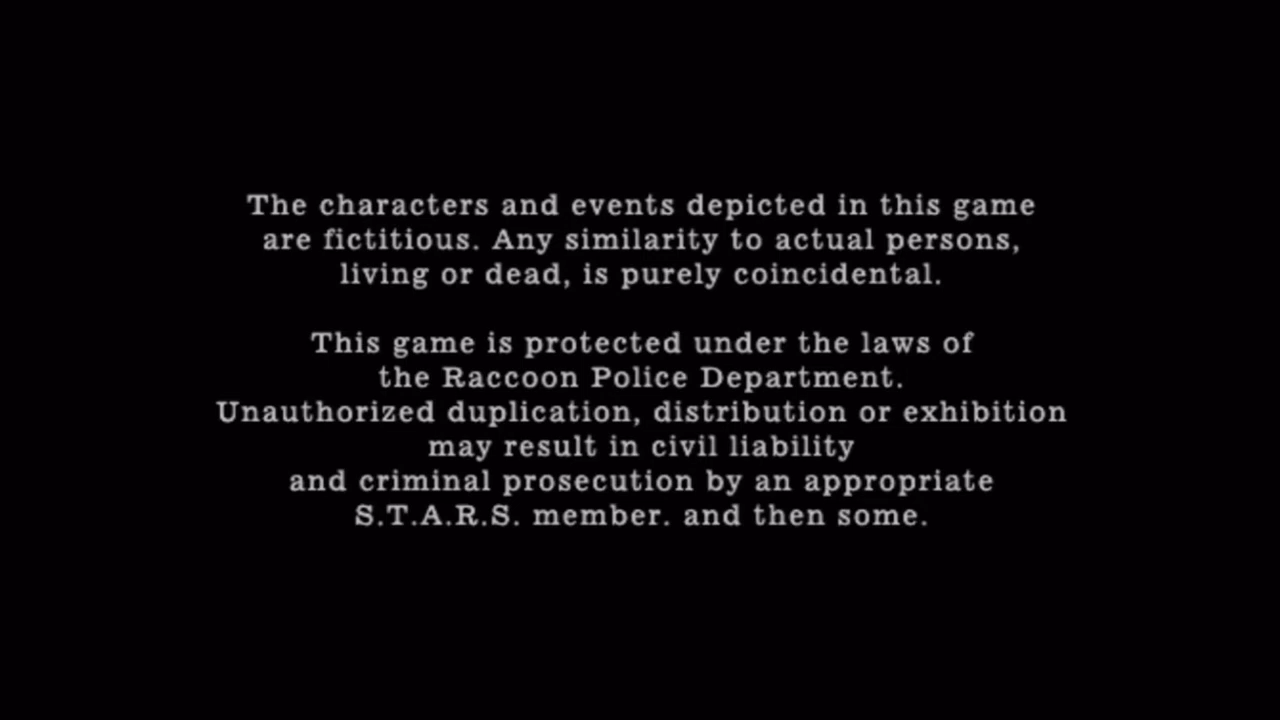 The characters and events depicted in this game
are fictitious. Any similarity to actual persons,
living or dead, is purely coincidental.
This game is protected under the laws of
the Raccoon Police Department.
Unauthorized duplication, distribution or exhibition
may result in civil liability
and criminal prosecution by an appropriate
S.T.A.R.S. member. and then some.